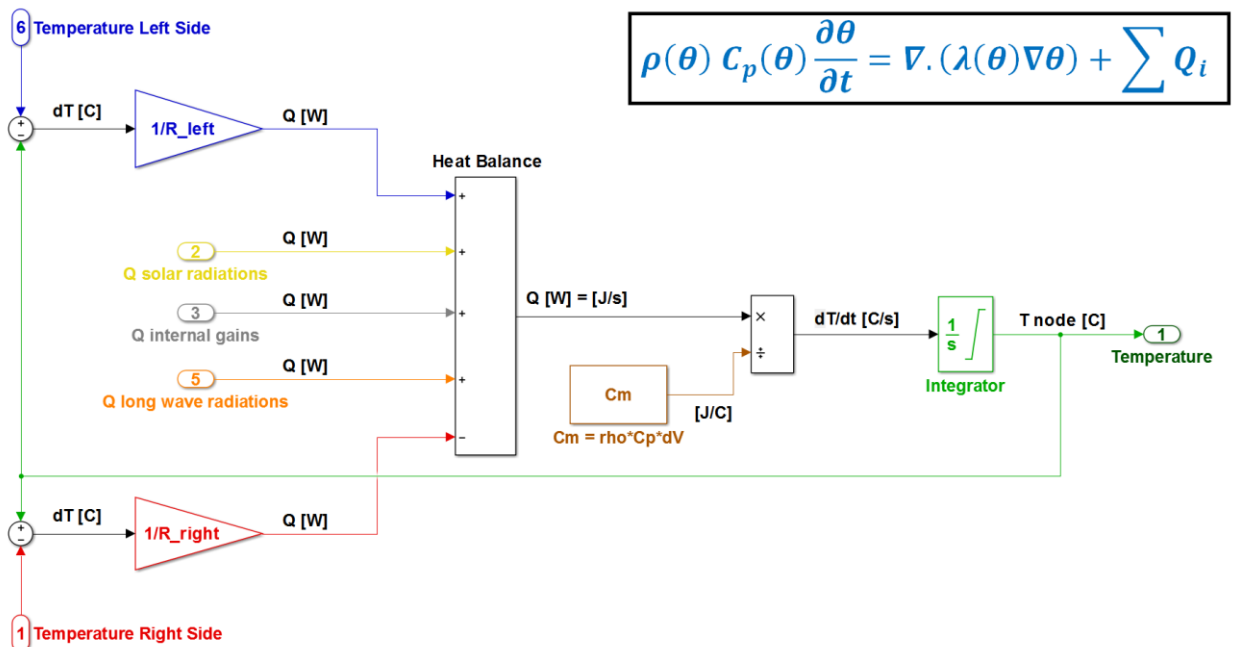 6 Temperature Left Side
ρ(θ) C_p(θ) ∂θ/∂t = ∇.(λ(θ)∇θ) + ∑ Q_i
+
−
dT [C]
1/R_left
Q [W]
Heat Balance
+
2
Q [W]
+
Q solar radiations
3
Q [W]
+
Q internal gains
5
Q [W]
+
Q long wave radiations
−
Q [W] = [J/s]
×
÷
dT/dt [C/s]
1/s
Integrator
T node [C]
1
Temperature
Cm
[J/C]
Cm = rho*Cp*dV
+
−
dT [C]
1/R_right
Q [W]
1 Temperature Right Side